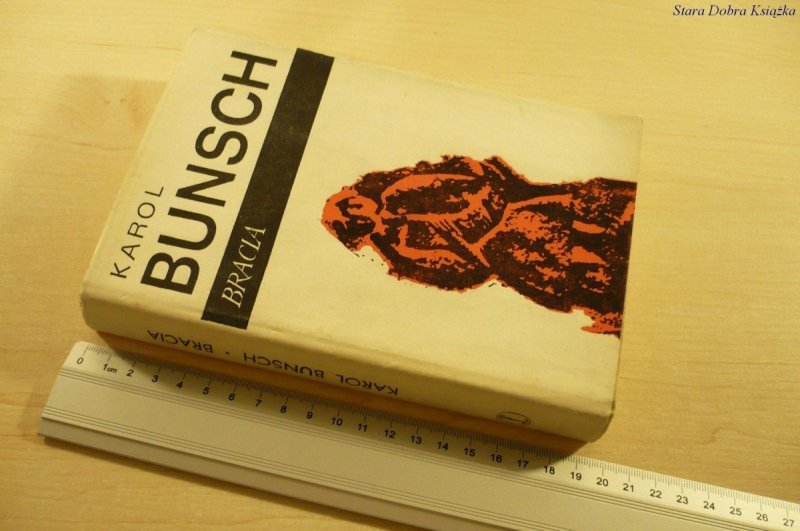 Stara Dobra Książka
KAROL
BUNSCH
BRACIA
KAROL BUNSCH • BRACIA
0 1cm 2 3 4 5 6 7 8 9 10 11 12 13 14 15 16 17 18 19 20 21 22 23 24 25 26 27